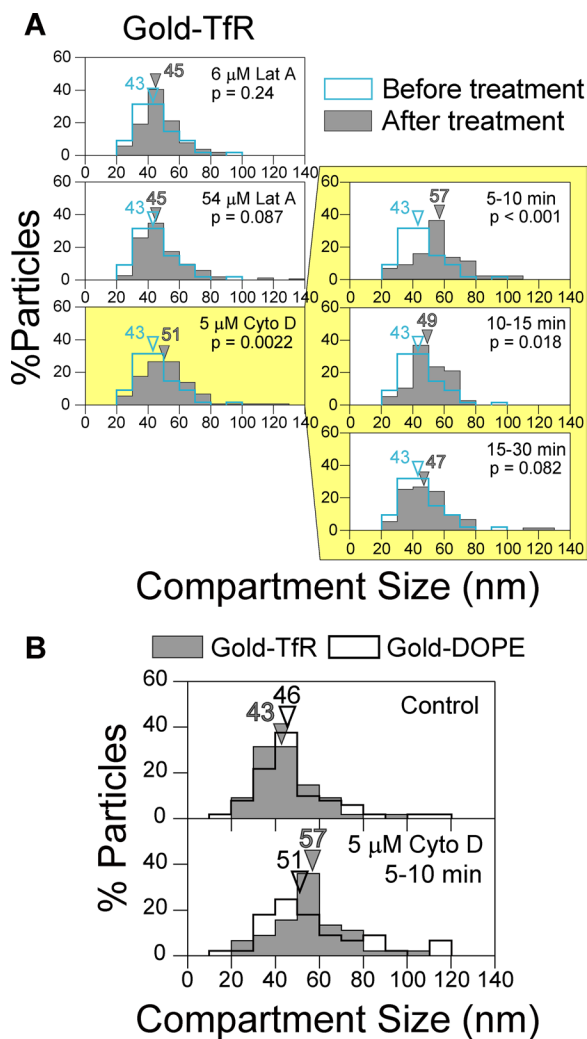 A
Gold-TfR
Before treatment
After treatment
%Particles
60
40
20
0
43
45
6 µM Lat A
p = 0.24
0 20 40 60 80 100 120 140
60
40
20
0
43
45
54 µM Lat A
p = 0.087
0 20 40 60 80 100 120 140
60
40
20
0
43
51
5 µM Cyto D
p = 0.0022
0 20 40 60 80 100 120 140
60
40
20
0
43
57
5-10 min
p < 0.001
0 20 40 60 80 100 120 140
60
40
20
0
43
49
10-15 min
p = 0.018
0 20 40 60 80 100 120 140
60
40
20
0
43
47
15-30 min
p = 0.082
0 20 40 60 80 100 120 140
Compartment Size (nm)
B
Gold-TfR Gold-DOPE
% Particles
60
40
20
0
43
46
Control
60
40
20
0
51
57
5 µM Cyto D
5-10 min
0 20 40 60 80 100 120 140
Compartment Size (nm)